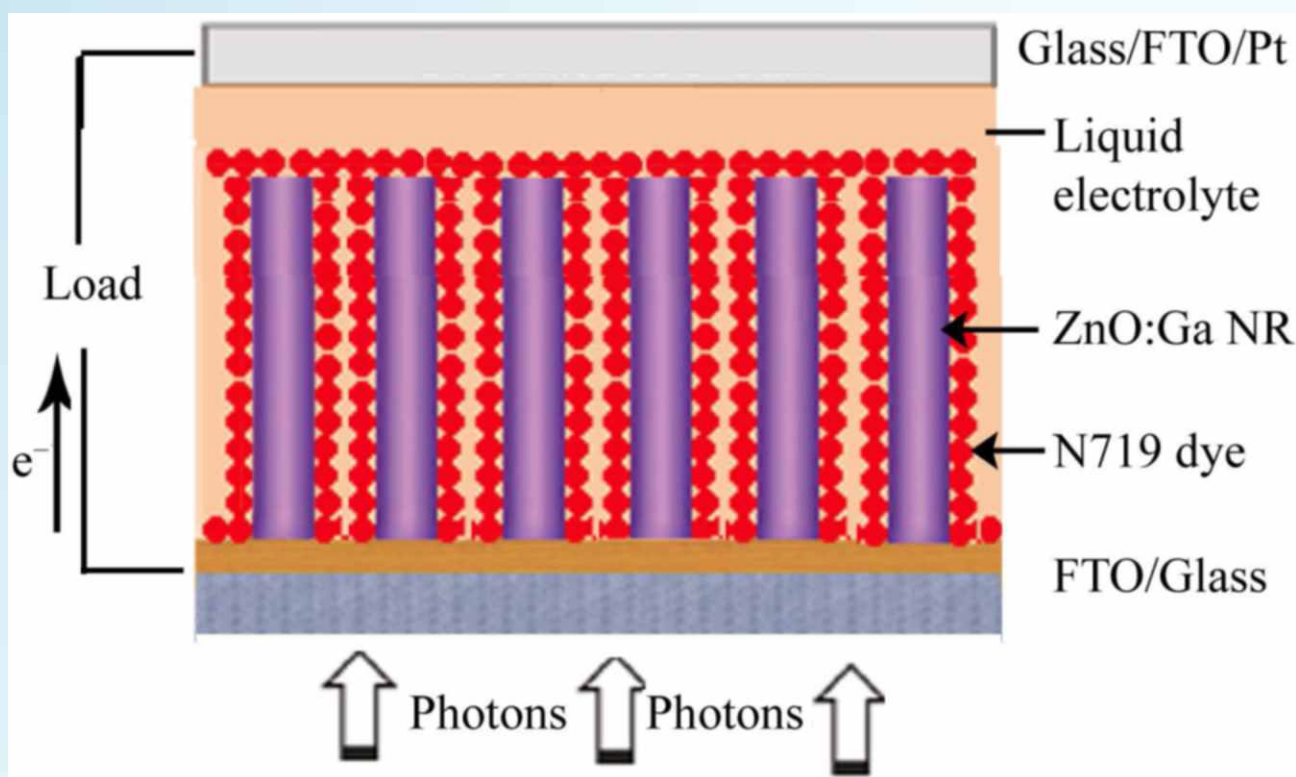 Glass/FTO/Pt
Liquid
electrolyte
Load
ZnO:Ga NR
e⁻
N719 dye
FTO/Glass
Photons
Photons